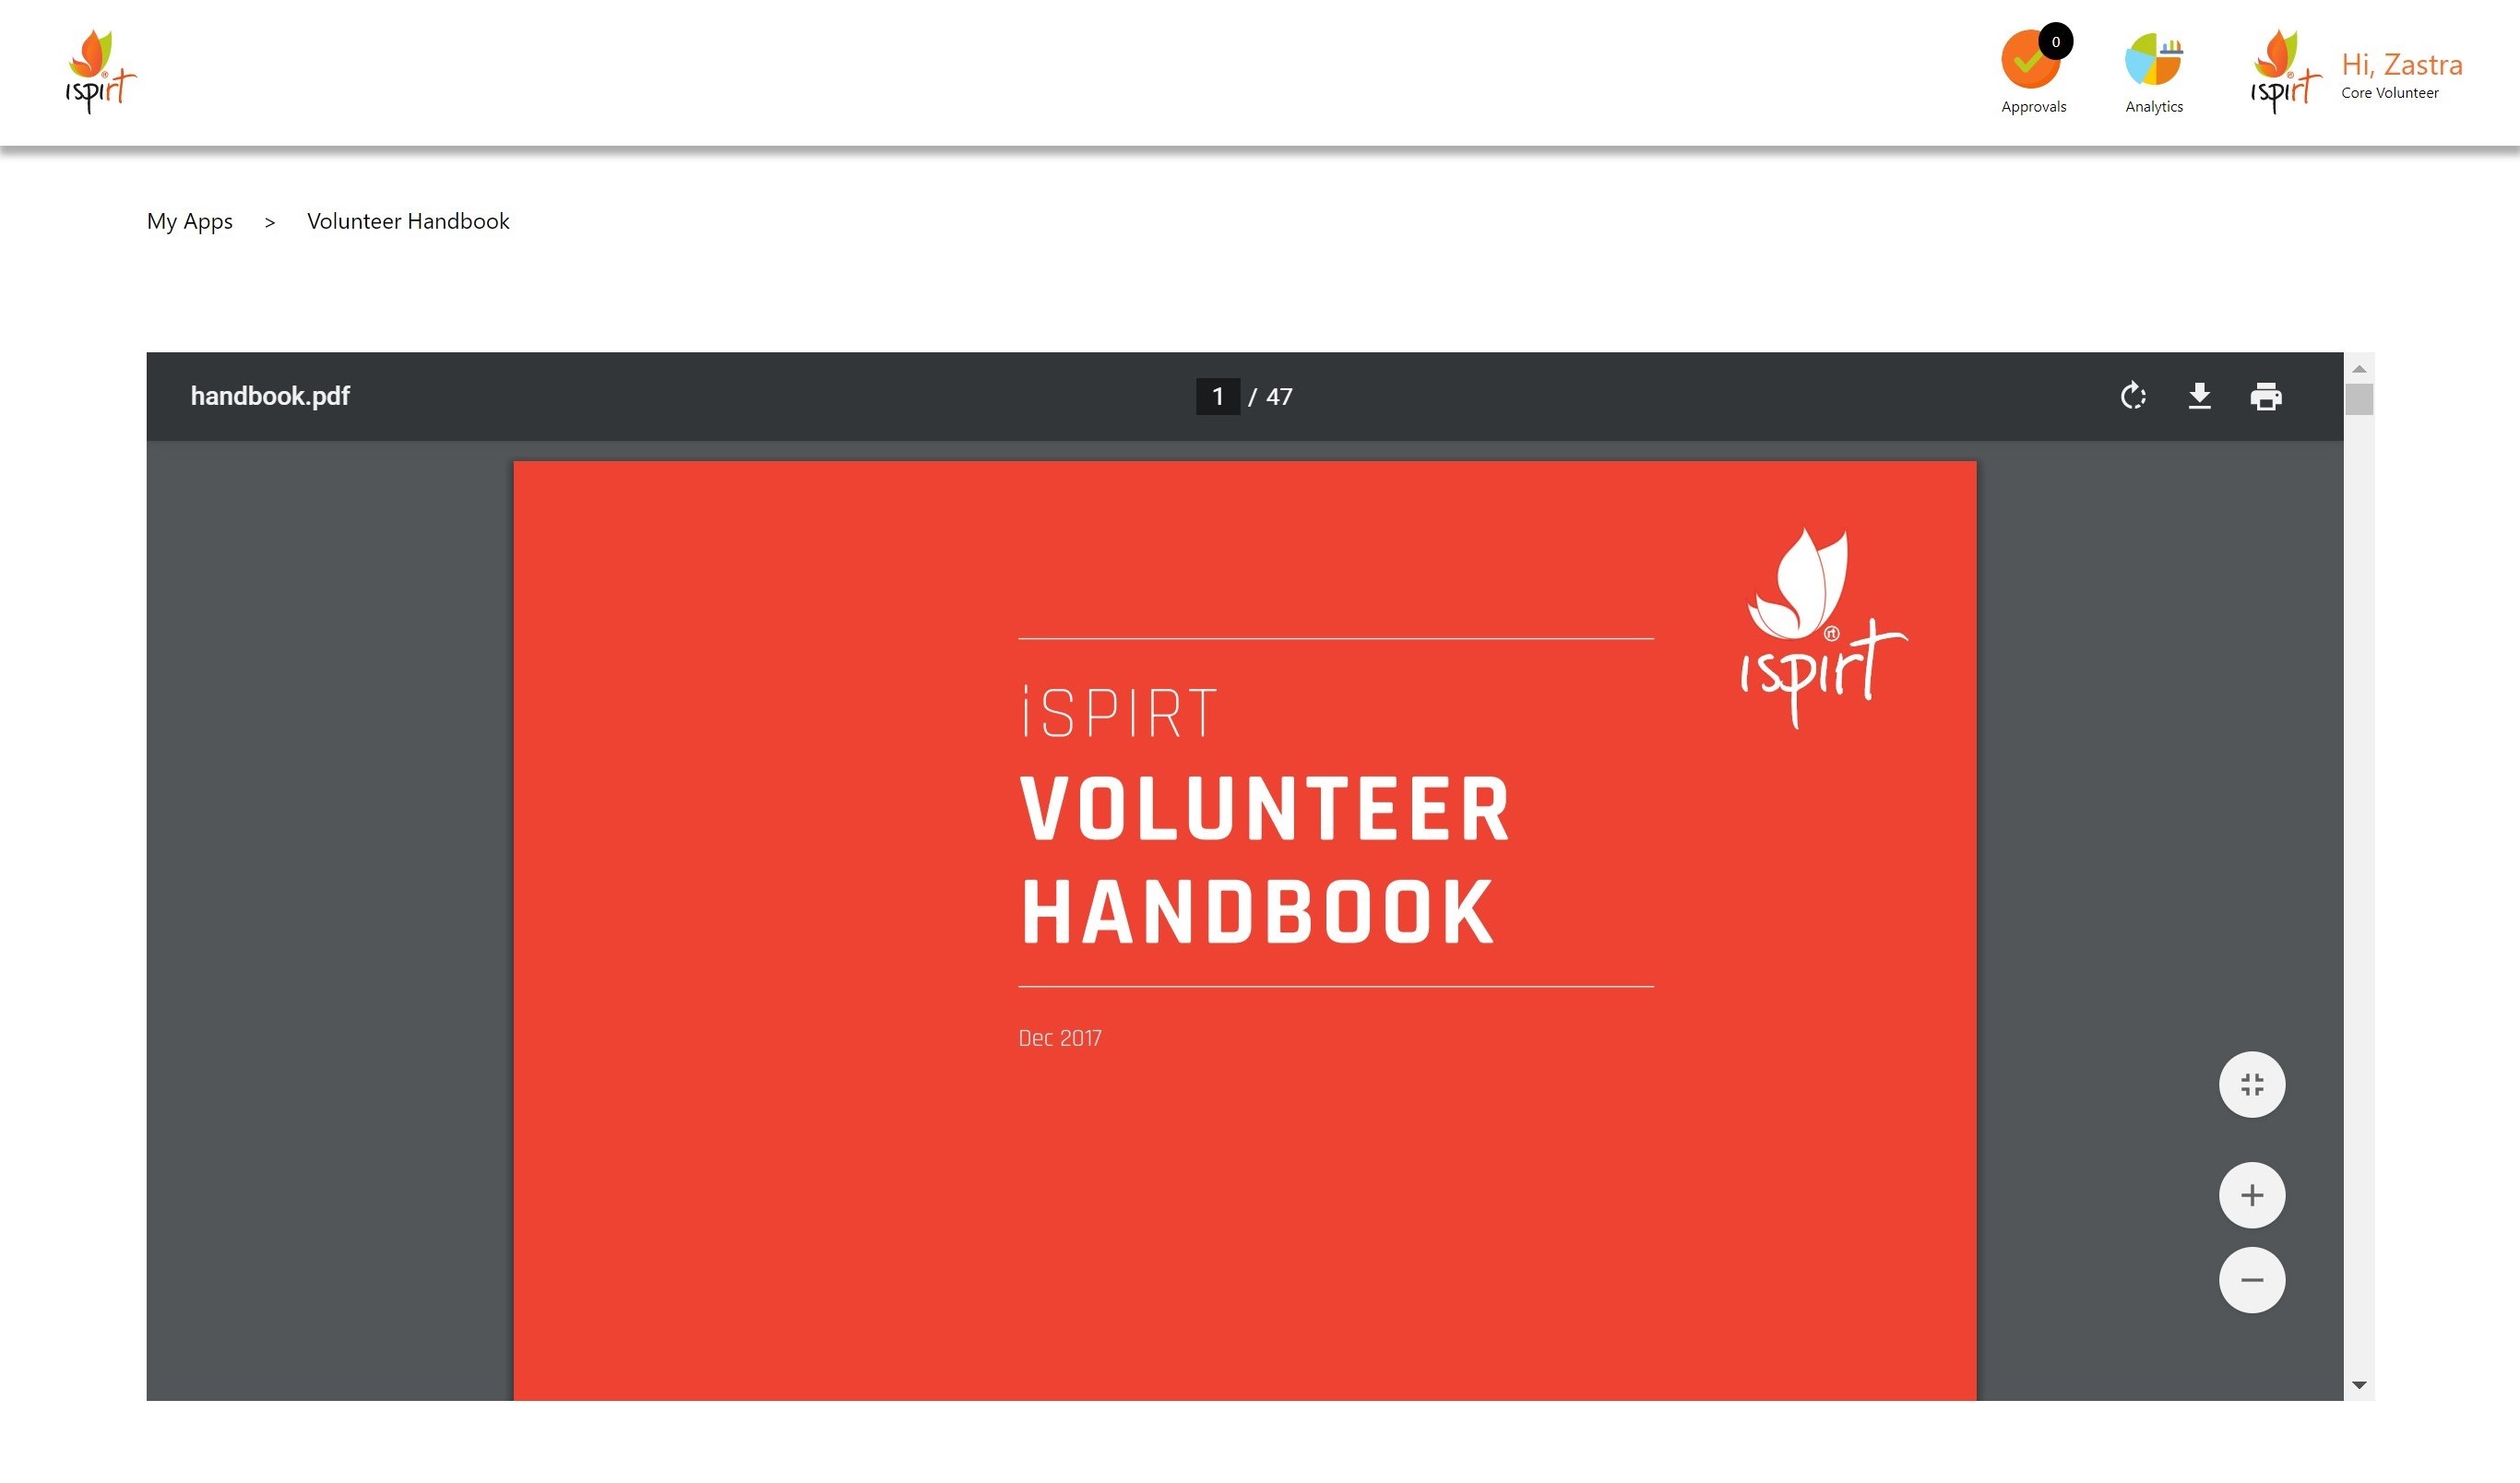 ispirt
0
Approvals
Analytics
ispirt
Hi, Zastra
Core Volunteer
My Apps > Volunteer Handbook
handbook.pdf
1 / 47
rt
ispirt
iSPIRT
VOLUNTEER
HANDBOOK
Dec 2017